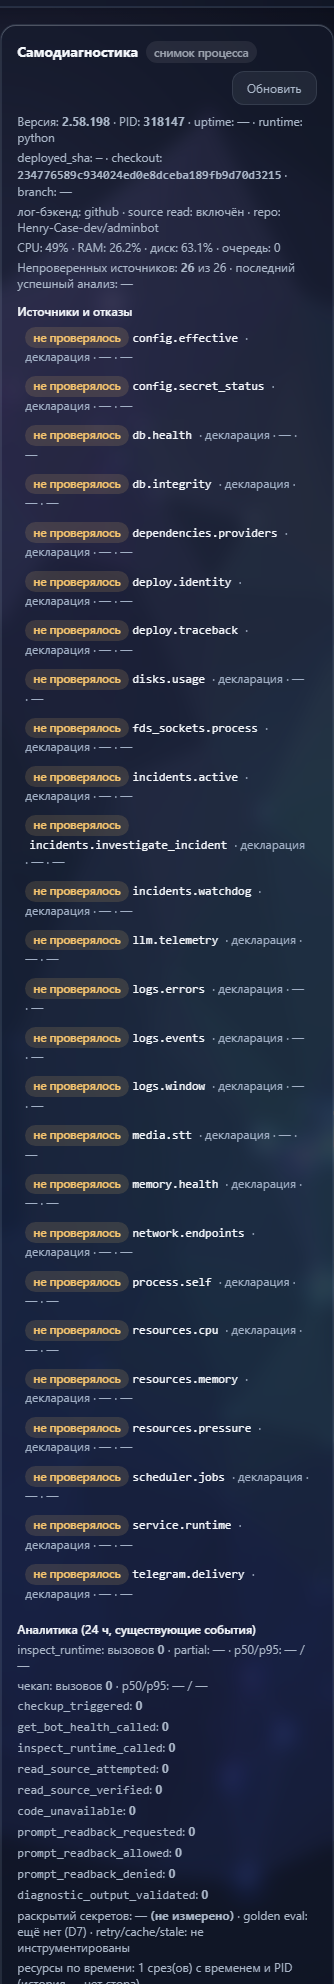 Самодиагностика снимок процесса
Обновить
Версия: 2.58.198 · PID: 318147 · uptime: — · runtime:
python
deployed_sha: — · checkout:
234776589c934024ed0e8dceba189fb9d70d3215 ·
branch: —
лог-бэкенд: github · source read: включён · repo:
Henry-Case-dev/adminbot
CPU: 49% · RAM: 26.2% · диск: 63.1% · очередь: 0
Непроверенных источников: 26 из 26 · последний
успешный анализ: —
Источники и отказы
не проверялось config.effective ·
декларация · — · —
не проверялось config.secret_status ·
декларация · — · —
не проверялось db.health · декларация · — ·
—
не проверялось db.integrity · декларация ·
— · —
не проверялось dependencies.providers ·
декларация · — · —
не проверялось deploy.identity ·
декларация · — · —
не проверялось deploy.traceback ·
декларация · — · —
не проверялось disks.usage · декларация · —
· —
не проверялось fds_sockets.process ·
декларация · — · —
не проверялось incidents.active ·
декларация · — · —
не проверялось
incidents.investigate_incident · декларация
· — · —
не проверялось incidents.watchdog ·
декларация · — · —
не проверялось llm.telemetry · декларация ·
— · —
не проверялось logs.errors · декларация · —
· —
не проверялось logs.events · декларация · —
· —
не проверялось logs.window · декларация · —
· —
не проверялось media.stt · декларация · — ·
—
не проверялось memory.health · декларация ·
— · —
не проверялось network.endpoints ·
декларация · — · —
не проверялось process.self · декларация ·
— · —
не проверялось resources.cpu · декларация ·
— · —
не проверялось resources.memory ·
декларация · — · —
не проверялось resources.pressure ·
декларация · — · —
не проверялось scheduler.jobs · декларация ·
— · —
не проверялось service.runtime ·
декларация · — · —
не проверялось telegram.delivery ·
декларация · — · —
Аналитика (24 ч, существующие события)
inspect_runtime: вызовов 0 · partial: — · p50/p95: — /
—
чекап: вызовов 0 · p50/p95: — / —
checkup_triggered: 0
get_bot_health_called: 0
inspect_runtime_called: 0
read_source_attempted: 0
read_source_verified: 0
code_unavailable: 0
prompt_readback_requested: 0
prompt_readback_allowed: 0
prompt_readback_denied: 0
diagnostic_output_validated: 0
раскрытий секретов: — (не измерено) · golden eval:
ещё нет (D7) · retry/cache/stale: не
инструментированы
ресурсы по времени: 1 срез(ов) с временем и PID